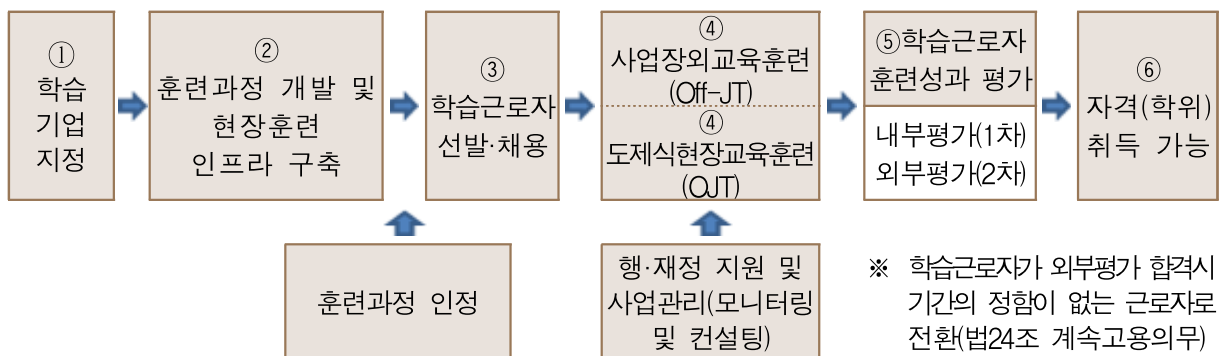 ①
학습
기업
지정
②
훈련과정 개발 및
현장훈련
인프라 구축
③
학습근로자
선발·채용
④
사업장외교육훈련
(Off-JT)
④
도제식현장교육훈련
(OJT)
⑤학습근로자
훈련성과 평가
내부평가(1차)
외부평가(2차)
⑥
자격(학위)
취득 가능
훈련과정 인정
행·재정 지원 및
사업관리(모니터링
및 컨설팅)
※ 학습근로자가 외부평가 합격시
기간의 정함이 없는 근로자로
전환(법24조 계속고용의무)